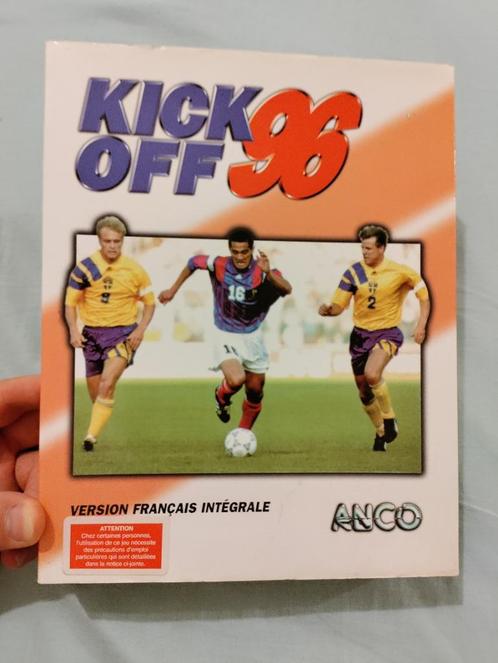 KICK
OFF 96
9
16
16
2
VERSION FRANÇAIS INTÉGRALE
ANCO
ATTENTION
Chez certaines personnes,
l'utilisation de ce jeu nécessite
des précautions d'emploi
particulières qui sont détaillées
dans la notice ci-jointe.